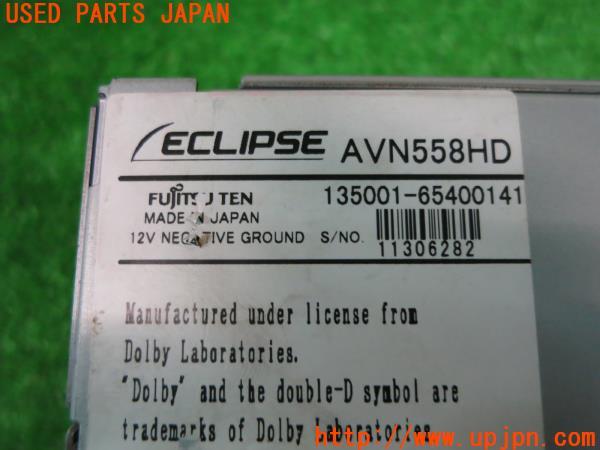 USED PARTS JAPAN
ECLIPSE AVN558HD
FUJITSU TEN 135001-65400141
MADE IN JAPAN
12V NEGATIVE GROUND S/NO. 11306282
Manufactured under license from
Dolby Laboratories.
"Dolby" and the double-D symbol are
trademarks of Dolby Laboratories.
http://www.upjpn.com